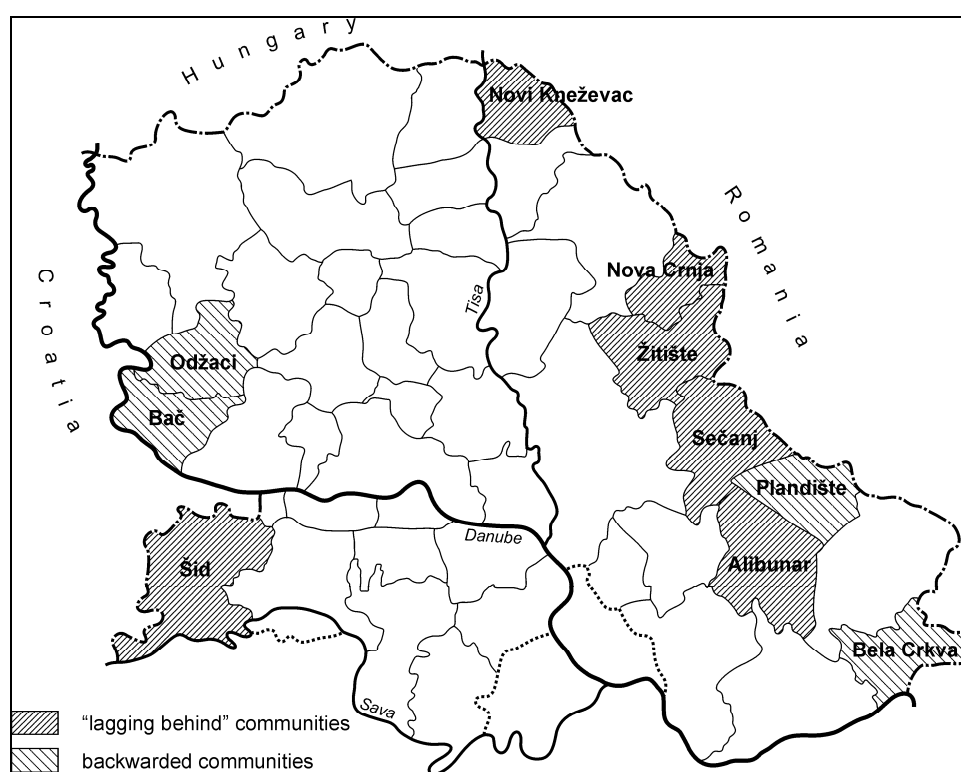 Hungary
Novi Kneževac
Romania
Croatia
Nova Crnja
Tisa
Odžaci
Žitište
Bač
Sečanj
Plandište
Danube
Šid
Alibunar
Bela Crkva
Sava
“lagging behind” communities
backwarded communities